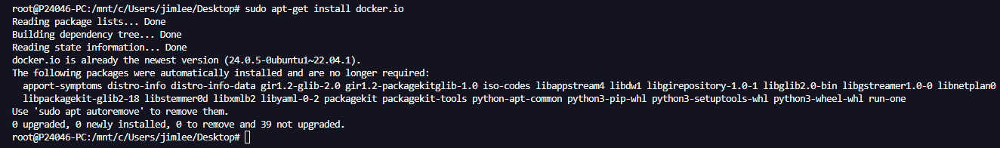 root@P24046-PC:/mnt/c/Users/jimlee/Desktop# sudo apt-get install docker.io
Reading package lists... Done
Building dependency tree... Done
Reading state information... Done
docker.io is already the newest version (24.0.5-0ubuntu1~22.04.1).
The following packages were automatically installed and are no longer required:
apport-symptoms distro-info distro-info-data gir1.2-glib-2.0 gir1.2-packagekitglib-1.0 iso-codes libappstream4 libdw1 libgirepository-1.0-1 libglib2.0-bin libgstreamer1.0-0 libnetplan0
libpackagekit-glib2-18 libstemmer0d libxmlb2 libyaml-0-2 packagekit packagekit-tools python-apt-common python3-pip-whl python3-setuptools-whl python3-wheel-whl run-one
Use 'sudo apt autoremove' to remove them.
0 upgraded, 0 newly installed, 0 to remove and 39 not upgraded.
root@P24046-PC:/mnt/c/Users/jimlee/Desktop#